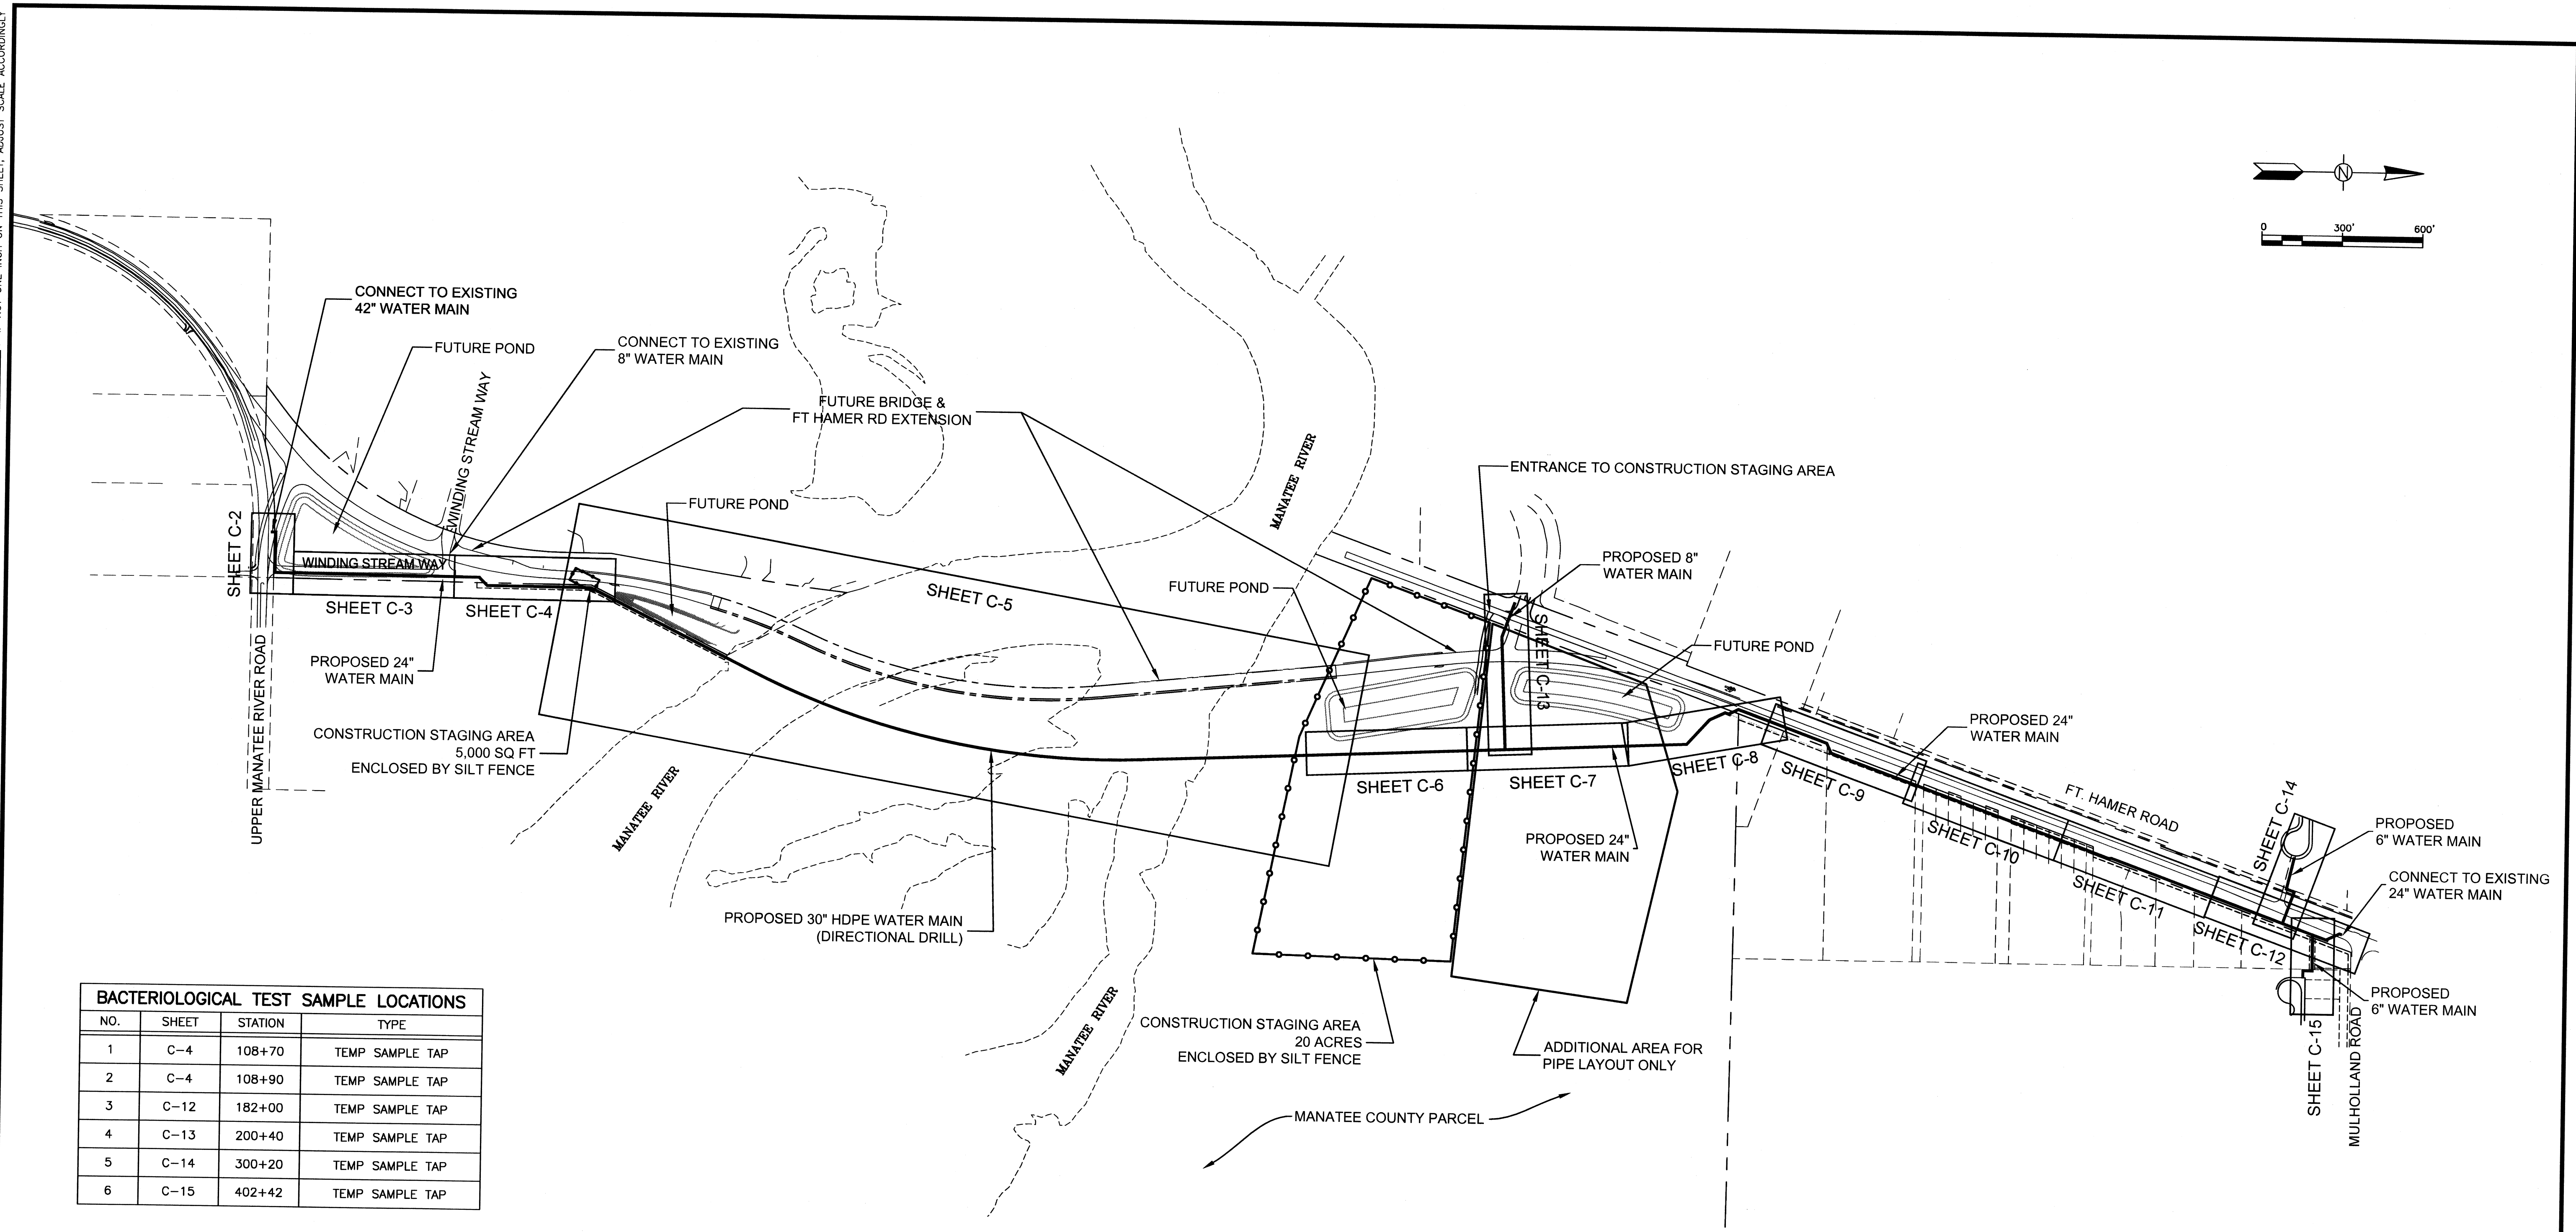 N
0 300' 600'
CONNECT TO EXISTING
42" WATER MAIN
FUTURE POND
CONNECT TO EXISTING
8" WATER MAIN
WINDING STREAM WAY
FUTURE BRIDGE &
FT HAMER RD EXTENSION
SHEET C-2
WINDING STREAM WAY
SHEET C-3
SHEET C-4
FUTURE POND
SHEET C-5
MANATEE RIVER
ENTRANCE TO CONSTRUCTION STAGING AREA
PROPOSED 8"
WATER MAIN
FUTURE POND
SHEET C-13
FUTURE POND
UPPER MANATEE RIVER ROAD
PROPOSED 24"
WATER MAIN
CONSTRUCTION STAGING AREA
5,000 SQ FT
ENCLOSED BY SILT FENCE
MANATEE RIVER
PROPOSED 30" HDPE WATER MAIN
(DIRECTIONAL DRILL)
SHEET C-6
SHEET C-7
SHEET C-8
SHEET C-9
PROPOSED 24"
WATER MAIN
PROPOSED 24"
WATER MAIN
FT. HAMER ROAD
SHEET C-10
SHEET C-11
SHEET C-12
SHEET C-14
PROPOSED
6" WATER MAIN
CONNECT TO EXISTING
24" WATER MAIN
PROPOSED
6" WATER MAIN
SHEET C-15
MULHOLLAND ROAD
MANATEE RIVER
CONSTRUCTION STAGING AREA
20 ACRES
ENCLOSED BY SILT FENCE
ADDITIONAL AREA FOR
PIPE LAYOUT ONLY
MANATEE COUNTY PARCEL
BACTERIOLOGICAL TEST SAMPLE LOCATIONS
NO. SHEET STATION TYPE
1 C-4 108+70 TEMP SAMPLE TAP
2 C-4 108+90 TEMP SAMPLE TAP
3 C-12 182+00 TEMP SAMPLE TAP
4 C-13 200+40 TEMP SAMPLE TAP
5 C-14 300+20 TEMP SAMPLE TAP
6 C-15 402+42 TEMP SAMPLE TAP
THIS SHEET, ADJUST SCALE ACCORDINGLY